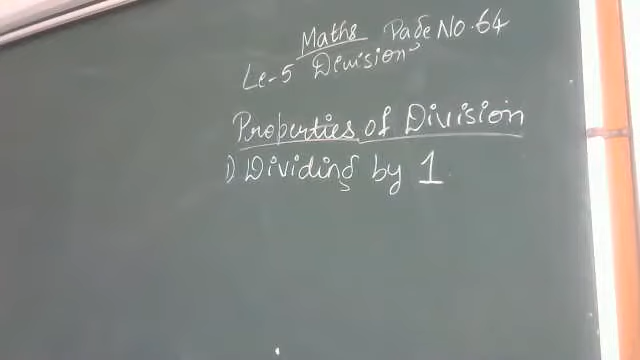 Maths Page No. 64
Le-5 Division
Properties of Division
1) Dividing by 1